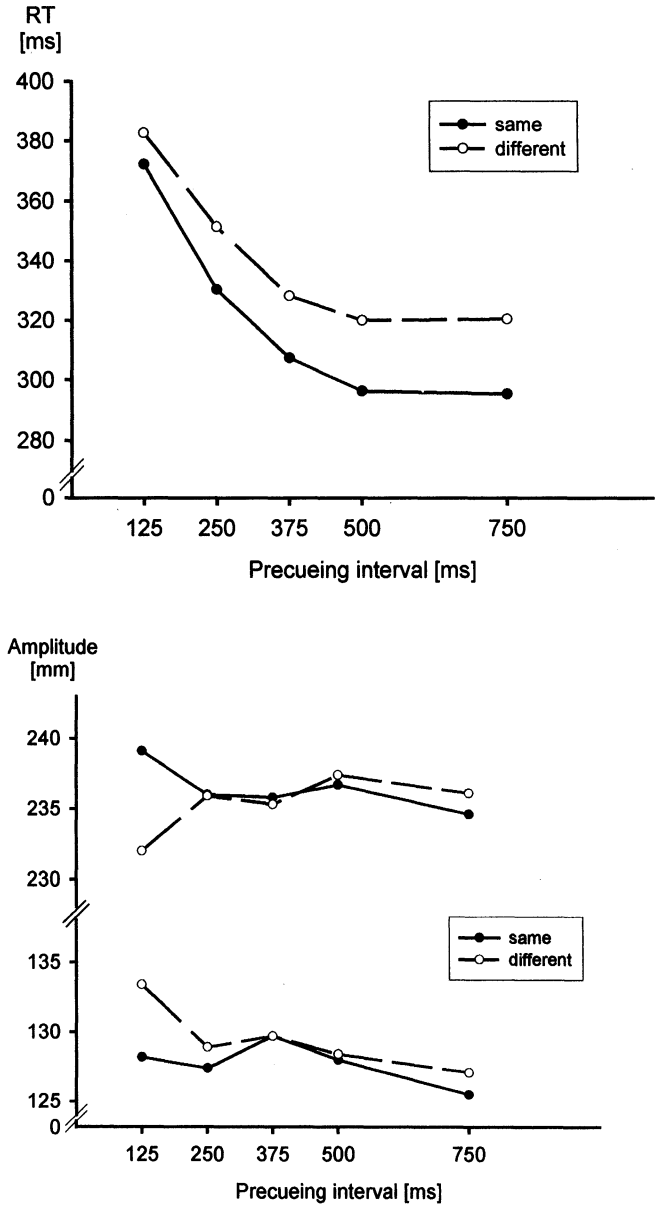 RT
[ms]
400
380
360
340
320
300
280
0
same
different
125 250 375 500 750
Precueing interval [ms]
Amplitude
[mm]
240
235
230
135
130
125
0
same
different
125 250 375 500 750
Precueing interval [ms]